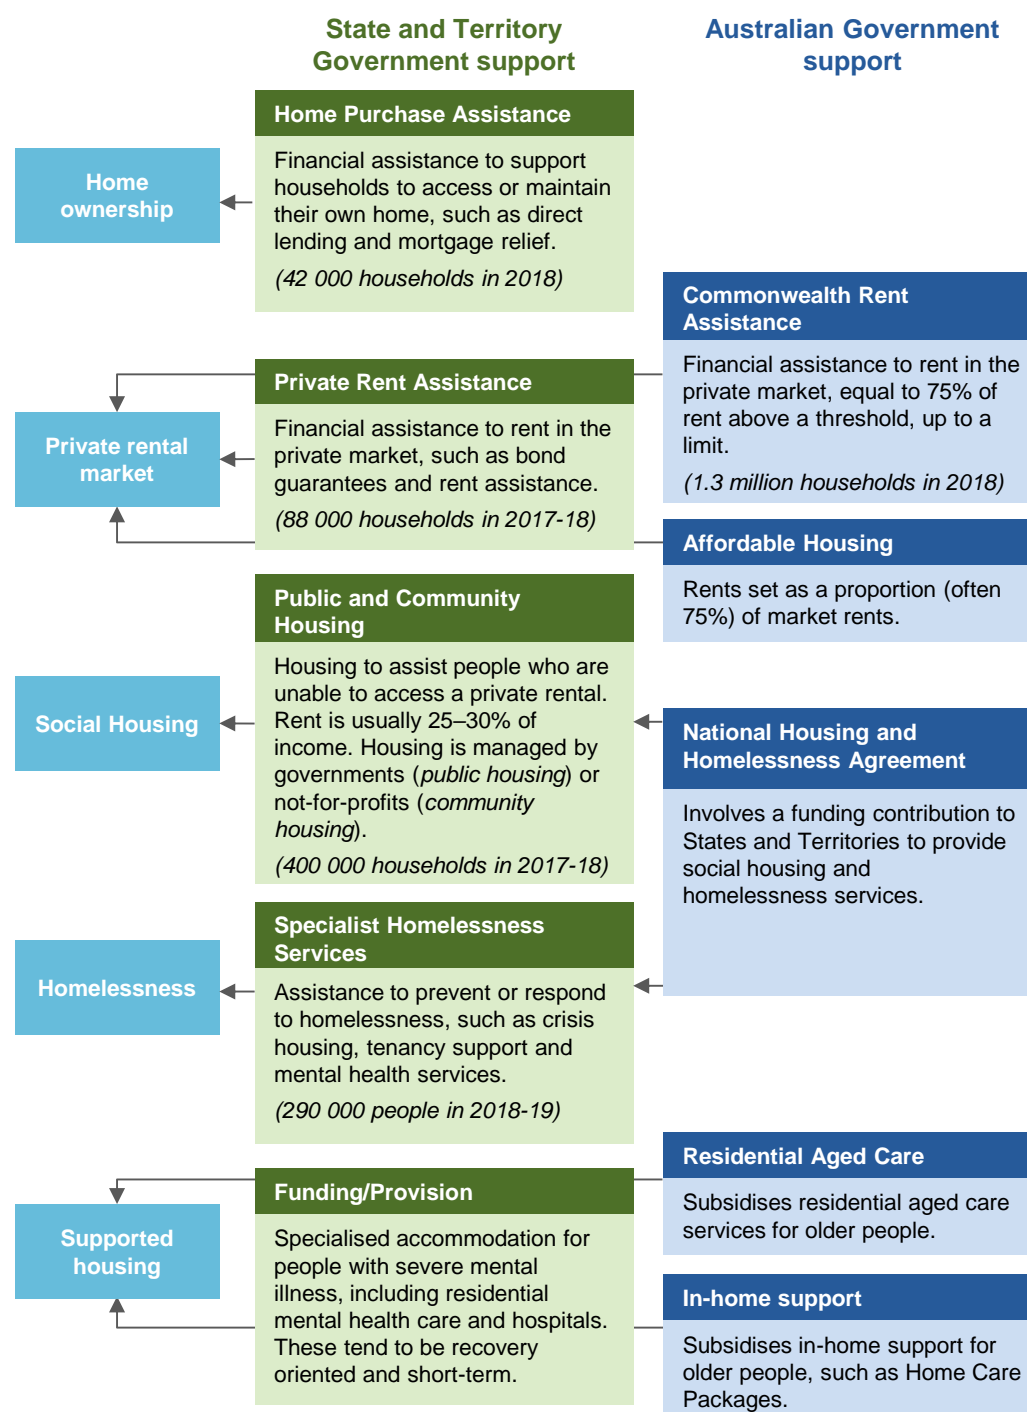 State and Territory
Government support
Australian Government
support
Home Purchase Assistance
Home
ownership
Financial assistance to support
households to access or maintain
their own home, such as direct
lending and mortgage relief.
(42 000 households in 2018)
Commonwealth Rent
Assistance
Financial assistance to rent in the
private market, equal to 75% of
rent above a threshold, up to a
limit.
(1.3 million households in 2018)
Private Rent Assistance
Private rental
market
Financial assistance to rent in the
private market, such as bond
guarantees and rent assistance.
(88 000 households in 2017-18)
Affordable Housing
Rents set as a proportion (often
75%) of market rents.
Public and Community
Housing
Social Housing
Housing to assist people who are
unable to access a private rental.
Rent is usually 25–30% of
income. Housing is managed by
governments (public housing) or
not-for-profits (community
housing).
(400 000 households in 2017-18)
National Housing and
Homelessness Agreement
Involves a funding contribution to
States and Territories to provide
social housing and
homelessness services.
Specialist Homelessness
Services
Homelessness
Assistance to prevent or respond
to homelessness, such as crisis
housing, tenancy support and
mental health services.
(290 000 people in 2018-19)
Residential Aged Care
Subsidises residential aged care
services for older people.
Funding/Provision
Supported
housing
Specialised accommodation for
people with severe mental
illness, including residential
mental health care and hospitals.
These tend to be recovery
oriented and short-term.
In-home support
Subsidises in-home support for
older people, such as Home Care
Packages.